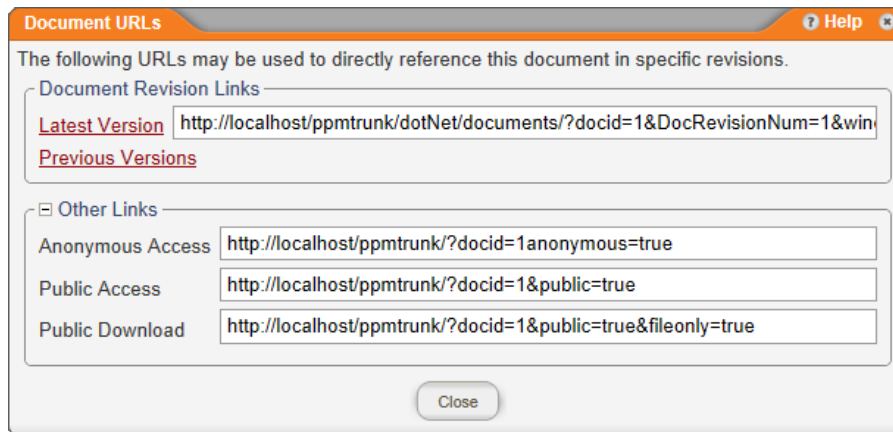 Document URLs
Help
The following URLs may be used to directly reference this document in specific revisions.
Document Revision Links
Latest Version http://localhost/ppmtrunk/dotNet/documents/?docid=1&DocRevisionNum=1&win
Previous Versions
Other Links
Anonymous Access http://localhost/ppmtrunk/?docid=1anonymous=true
Public Access http://localhost/ppmtrunk/?docid=1&public=true
Public Download http://localhost/ppmtrunk/?docid=1&public=true&fileonly=true
Close